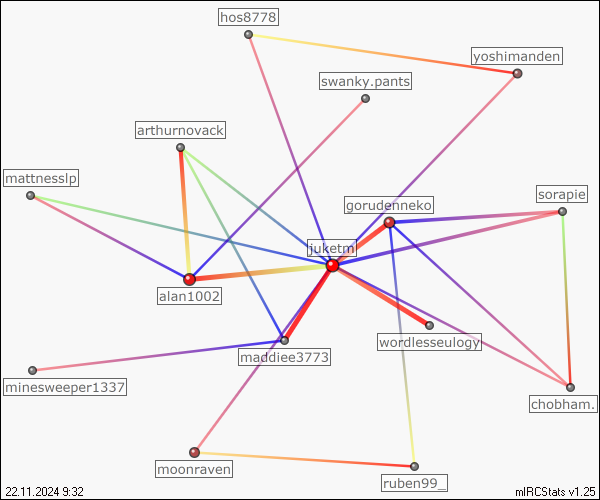 hos8778
yoshimanden
swanky.pants
arthurnovack
mattnesslp
sorapie
gorudenneko
juketm
alan1002
wordlesseulogy
maddiee3773
minesweeper1337
chobham.
moonraven
ruben99_
22.11.2024 9:32
mIRCStats v1.25